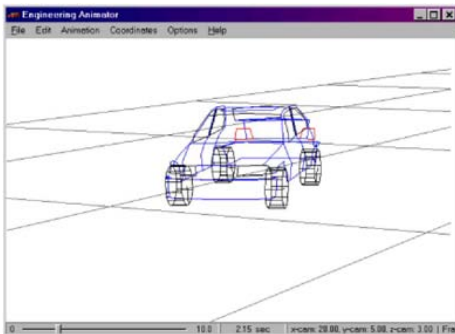 Engineering Animator
File Edit Animation Coordinates Options Help
0 10.0 2.15 sec x-cam: 20.00, y-cam: 5.00, z-cam: 3.00 | Fra